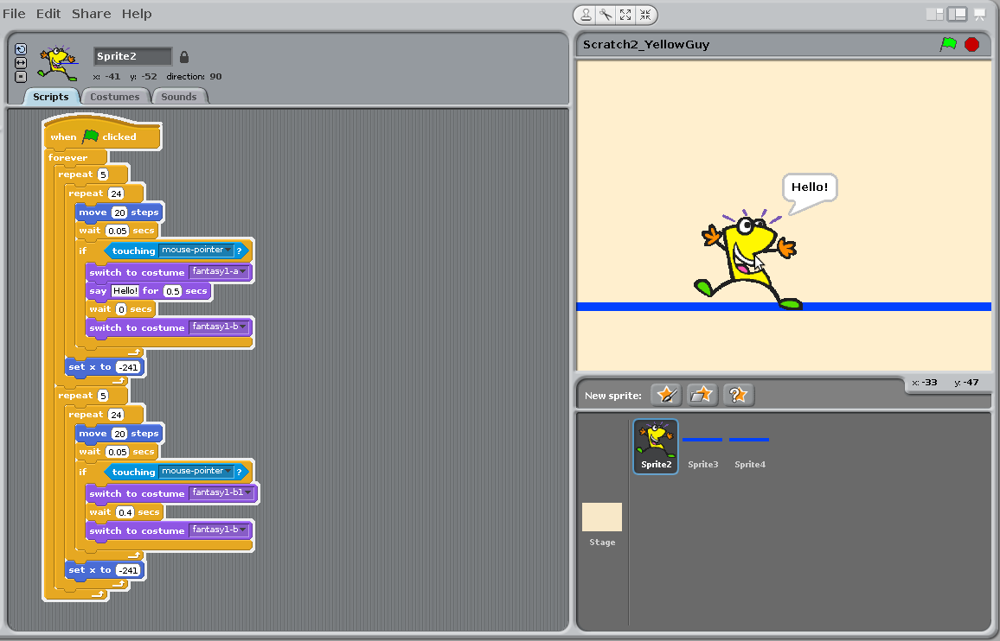 File Edit Share Help
Sprite2
x: -41 y: -52 direction: 90
Scripts Costumes Sounds
when clicked
forever
repeat 5
repeat 24
move 20 steps
wait 0.05 secs
if touching mouse-pointer ?
switch to costume fantasy1-a
say Hello! for 0.5 secs
wait 0 secs
switch to costume fantasy1-b
set x to -241
repeat 5
repeat 24
move 20 steps
wait 0.05 secs
if touching mouse-pointer ?
switch to costume fantasy1-b1
wait 0.4 secs
switch to costume fantasy1-b
set x to -241
Scratch2_YellowGuy
Hello!
x: -33 y: -47
New sprite:
Sprite2 Sprite3 Sprite4
Stage